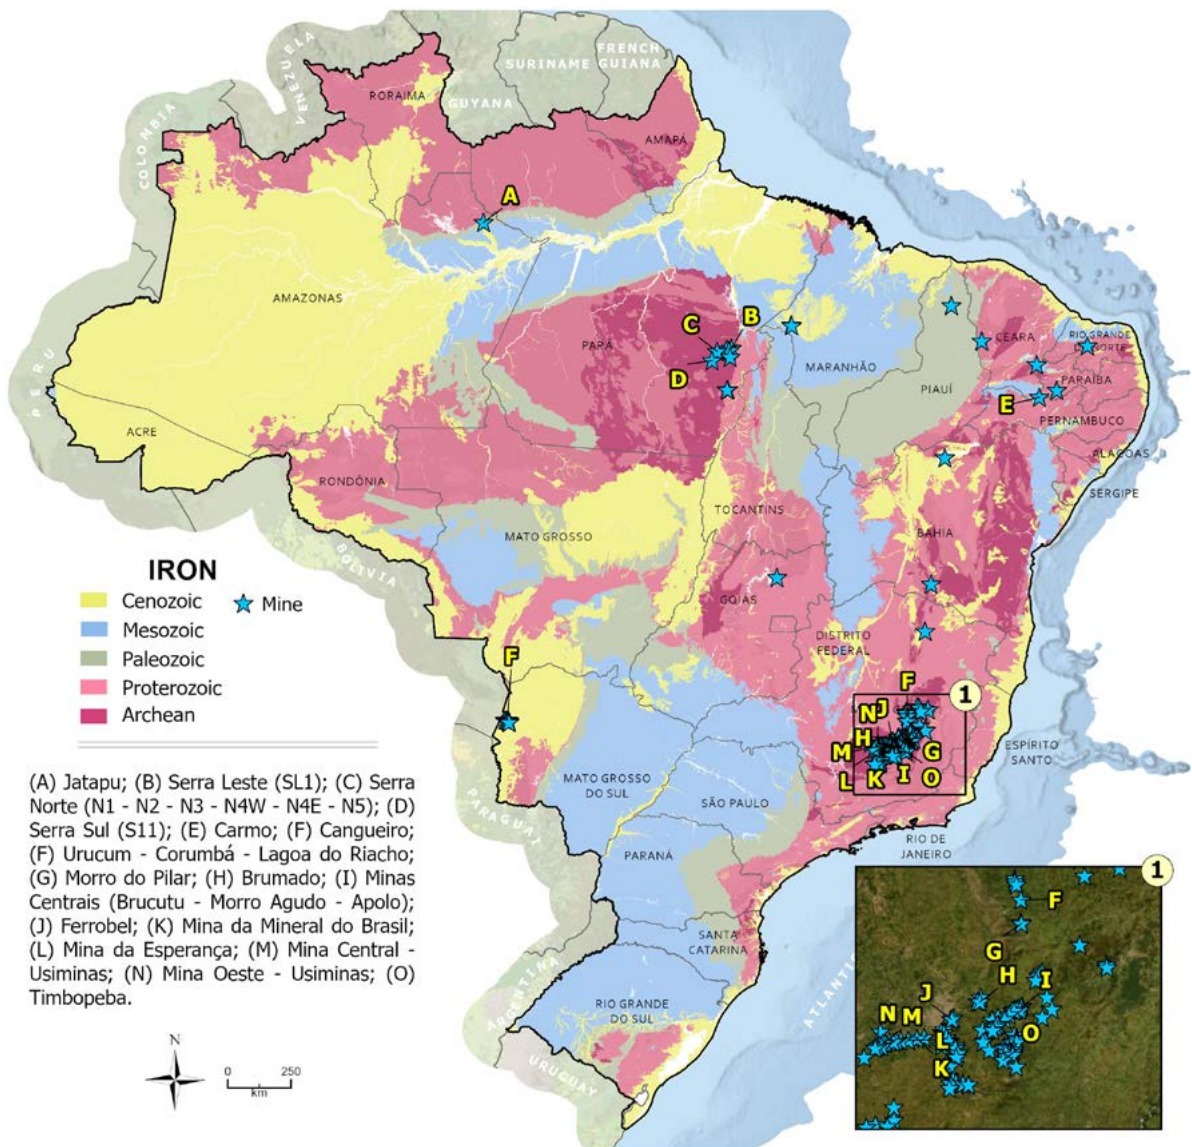 VENEZUELA
COLOMBIA
SURINAME
FRENCH
GUIANA
GUYANA
RORAIMA
AMAPÁ
A
AMAZONAS
PARÁ
C
B
D
MARANHÃO
CEARA
RIO GRANDE
DO NORTE
PARAÍBA
PIAUÍ
E
PERNAMBUCO
ALAGOAS
SERGIPE
PERU
ACRE
RONDÔNIA
MATO GROSSO
TOCANTINS
BAHIA
BOLIVIA
GOIAS
DISTRITO
FEDERAL
IRON
Cenozoic
Mesozoic
Paleozoic
Proterozoic
Archean
Mine
F
F
1
J
N
H
M
G
L
K
I
O
ESPÍRITO
SANTO
MATO GROSSO
DO SUL
SÃO PAULO
PARAGUAI
RIO DE
JANEIRO
PARANÁ
SANTA
CATARINA
ARGENTINA
RIO GRANDE
DO SUL
URUGUAY
ATLANTIC
(A) Jatapu; (B) Serra Leste (SL1); (C) Serra
Norte (N1 - N2 - N3 - N4W - N4E - N5); (D)
Serra Sul (S11); (E) Carmo; (F) Cangueiro;
(F) Urucum - Corumbá - Lagoa do Riacho;
(G) Morro do Pilar; (H) Brumado; (I) Minas
Centrais (Brucutu - Morro Agudo - Apolo);
(J) Ferrobel; (K) Mina da Mineral do Brasil;
(L) Mina da Esperança; (M) Mina Central -
Usiminas; (N) Mina Oeste - Usiminas; (O)
Timbopeba.
N
0 250
km
1
F
G
H
I
J
N M
O
L
K